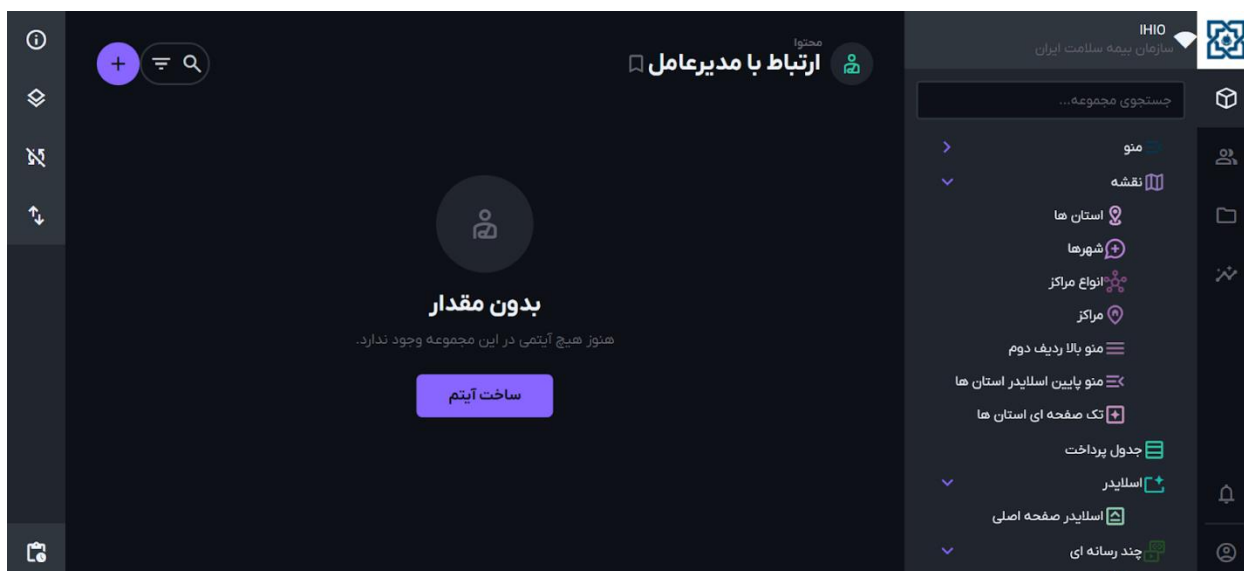 IHIO
سازمان بیمه سلامت ایران
جستجوی مجموعه...
منو
نقشه
استان ها
شهرها
انواع مراکز
مراکز
منو بالا ردیف دوم
منو پایین اسلایدر استان ها
تک صفحه ای استان ها
جدول پرداخت
اسلایدر
اسلایدر صفحه اصلی
چند رسانه ای
محتوا
ارتباط با مدیرعامل
بدون مقدار
هنوز هیچ آیتمی در این مجموعه وجود ندارد.
ساخت آیتم